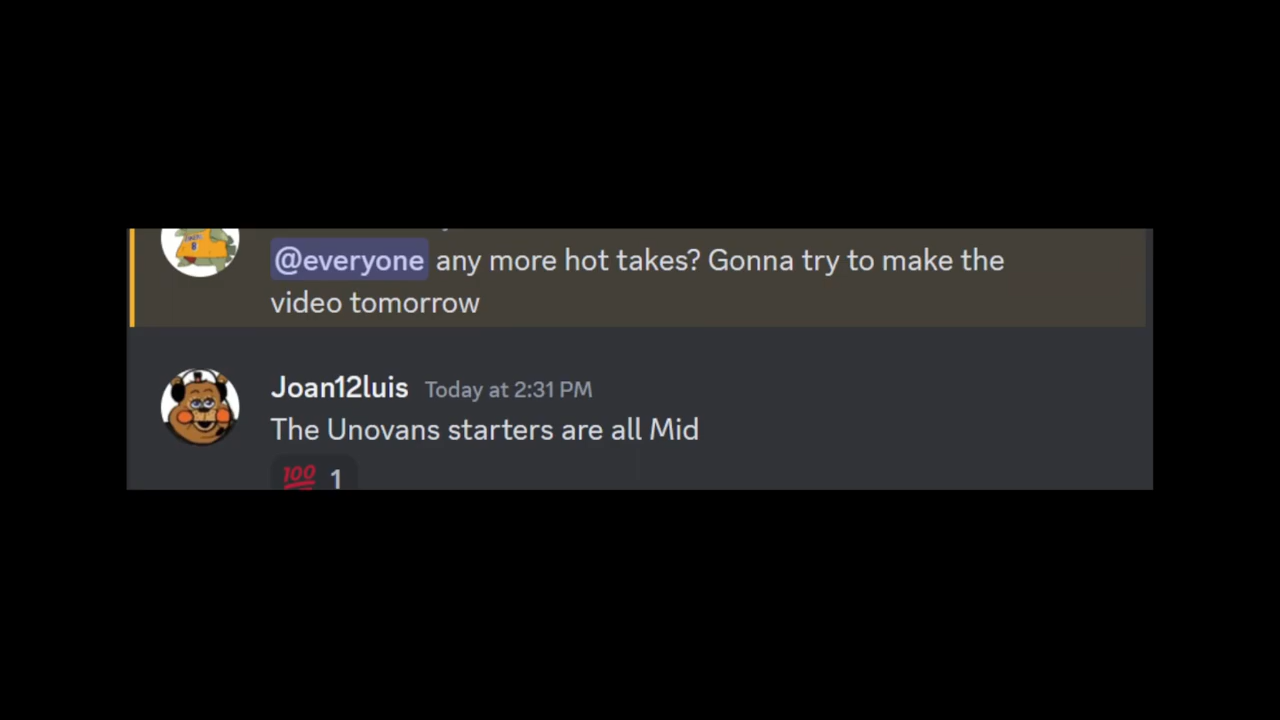 @everyone any more hot takes? Gonna try to make the
video tomorrow
Joan12luis Today at 2:31 PM
The Unovans starters are all Mid
💯 1